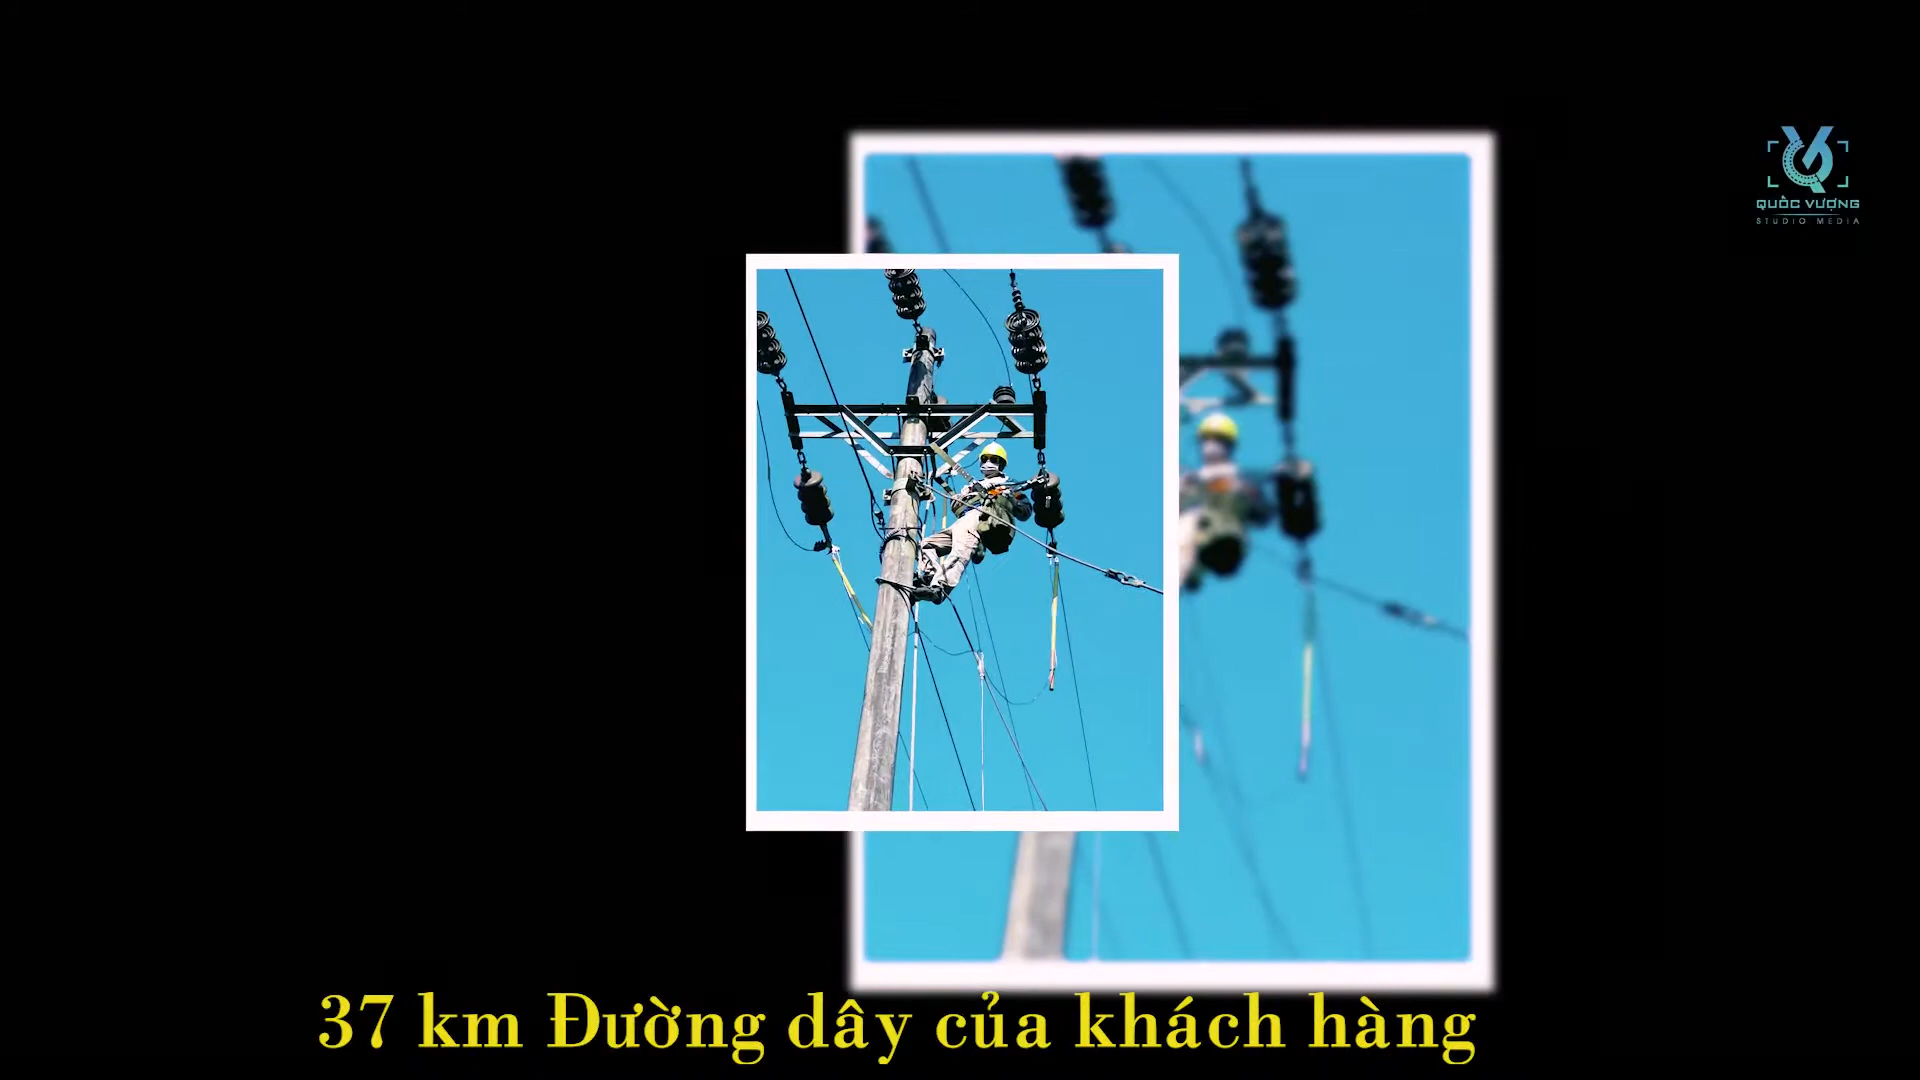 QUỐC VƯỢNG
STUDIO MEDIA
37 km Đường dây của khách hàng